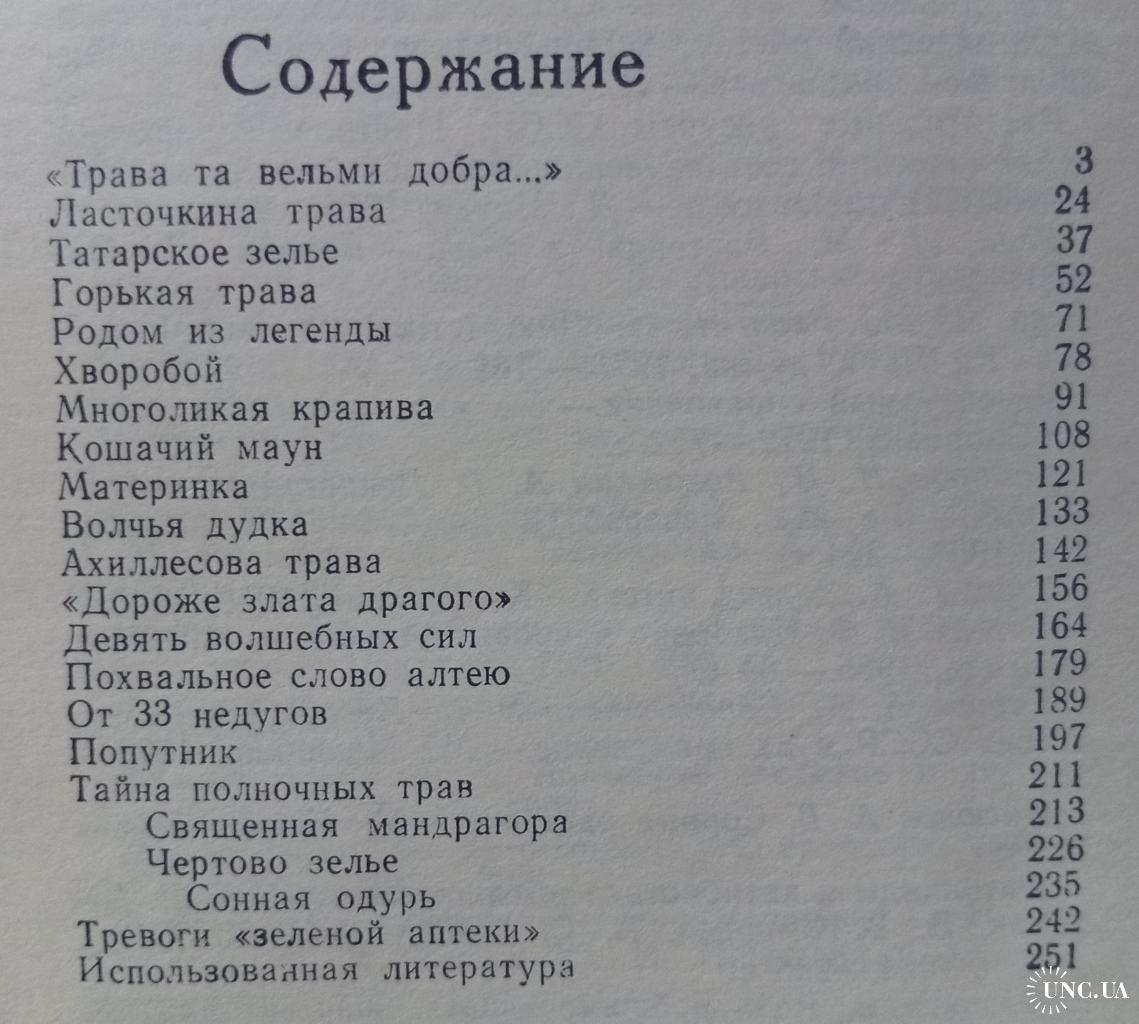 Содержание
«Трава та вельми добра...» 3
Ласточкина трава 24
Татарское зелье 37
Горькая трава 52
Родом из легенды 71
Хворобой 78
Многоликая крапива 91
Кошачий маун 108
Материнка 121
Волчья дудка 133
Ахиллесова трава 142
«Дороже злата драгого» 156
Девять волшебных сил 164
Похвальное слово алтею 179
От 33 недугов 189
Попутник 197
Тайна полночных трав 211
Священная мандрагора 213
Чертово зелье 226
Сонная одурь 235
Тревоги «зеленой аптеки» 242
Использованная литература 251
UNC.UA